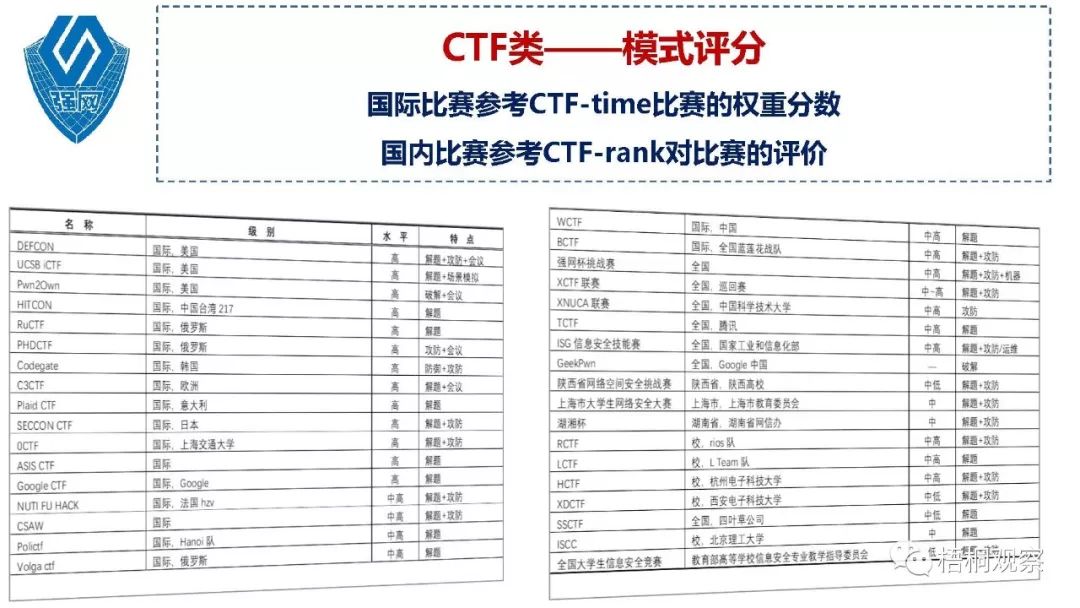 强网
CTF类——模式评分
国际比赛参考CTF-time比赛的权重分数
国内比赛参考CTF-rank对比赛的评价
名 称 级 别 水 平 特 点
DEFCON 国际、美国 高 解题+攻防+会议
UCSB iCTF 国际、美国 高 解题+场景模拟
Pwn2Own 国际、美国 高 破解+会议
HITCON 国际、中国台湾 217 高 解题
RuCTF 国际、俄罗斯 高 解题
PHDCTF 国际、俄罗斯 高 攻防+会议
Codegate 国际、韩国 高 防御+攻防
C3CTF 国际、欧洲 高 解题+会议
Plaid CTF 国际、意大利 高 解题
SECCON CTF 国际、日本 高 解题+攻防
0CTF 国际、上海交通大学 高 解题+攻防
ASIS CTF 国际 高 解题
Google CTF 国际、Google 高 解题
NUTI FU HACK 国际、法国 hzv 中高 解题+攻防
CSAW 国际 中高 解题+攻防
Polictf 国际、Hanoi 队 中高 解题
Volga ctf 国际、俄罗斯 中高 解题
WCTF 国际、中国 中高 解题
BCTF 国际、全国蓝莲花战队 中高 解题+攻防
强网杯挑战赛 全国 中高 解题+攻防+机器
XCTF 联赛 全国、巡回赛 中~高 解题+攻防
XNUCA 联赛 全国、中国科学技术大学 中高 攻防
TCTF 全国、腾讯 中高 解题
ISG 信息安全技能赛 全国、国家工业和信息化部 中高 解题+攻防/运维
GeekPwn 全国、Google 中国 — 破解
陕西省网络空间安全挑战赛 陕西省、陕西高校 中低 解题+攻防
上海市大学生网络安全大赛 上海市、上海市教育委员会 中 解题+攻防
湖湘杯 湖南省、湖南省网信办 中 解题+攻防
RCTF 校、rios 队 中高 解题+攻防
LCTF 校、L Team 队 中高 解题
HCTF 校、杭州电子科技大学 中高 解题+攻防
XDCTF 校、西安电子科技大学 中低 解题+攻防
SSCTF 全国、四叶草公司 中低 解题
ISCC 校、北京理工大学 中 解题
全国大学生信息安全竞赛 教育部高等学校信息安全专业教学指导委员会 低
梧桐观察